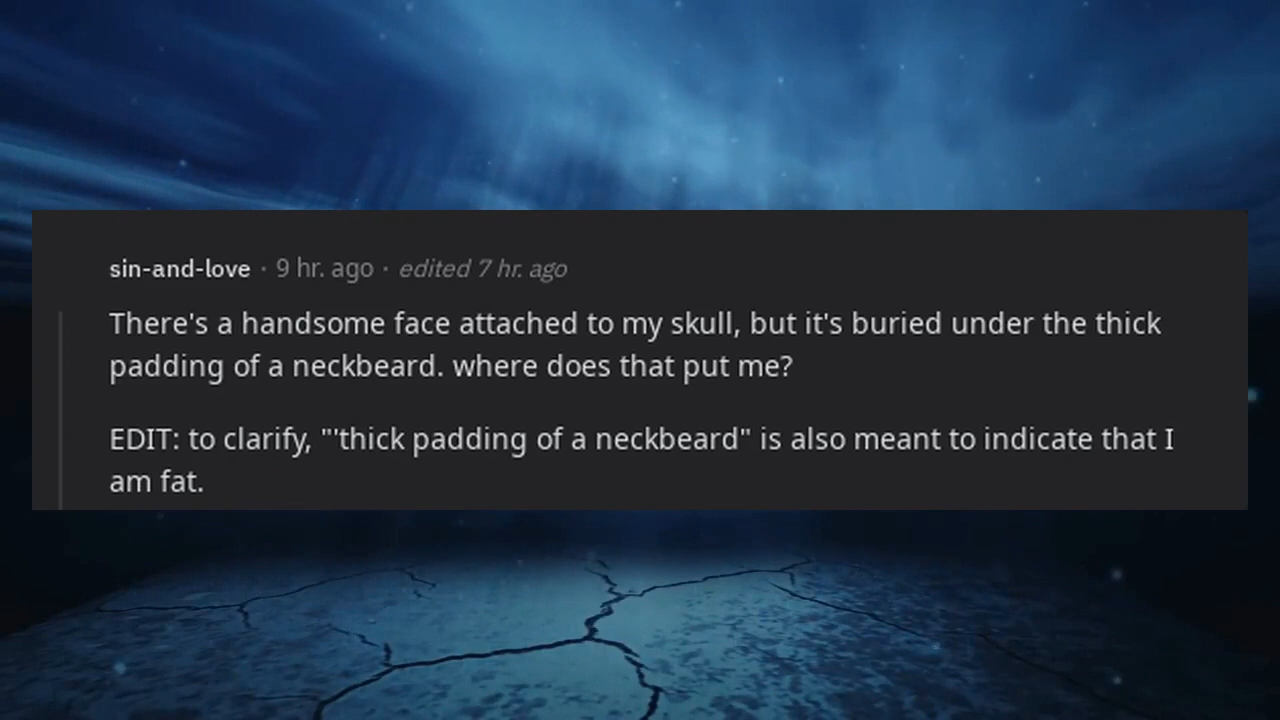 sin-and-love · 9 hr. ago · edited 7 hr. ago
There's a handsome face attached to my skull, but it's buried under the thick
padding of a neckbeard. where does that put me?
EDIT: to clarify, "'thick padding of a neckbeard" is also meant to indicate that I
am fat.